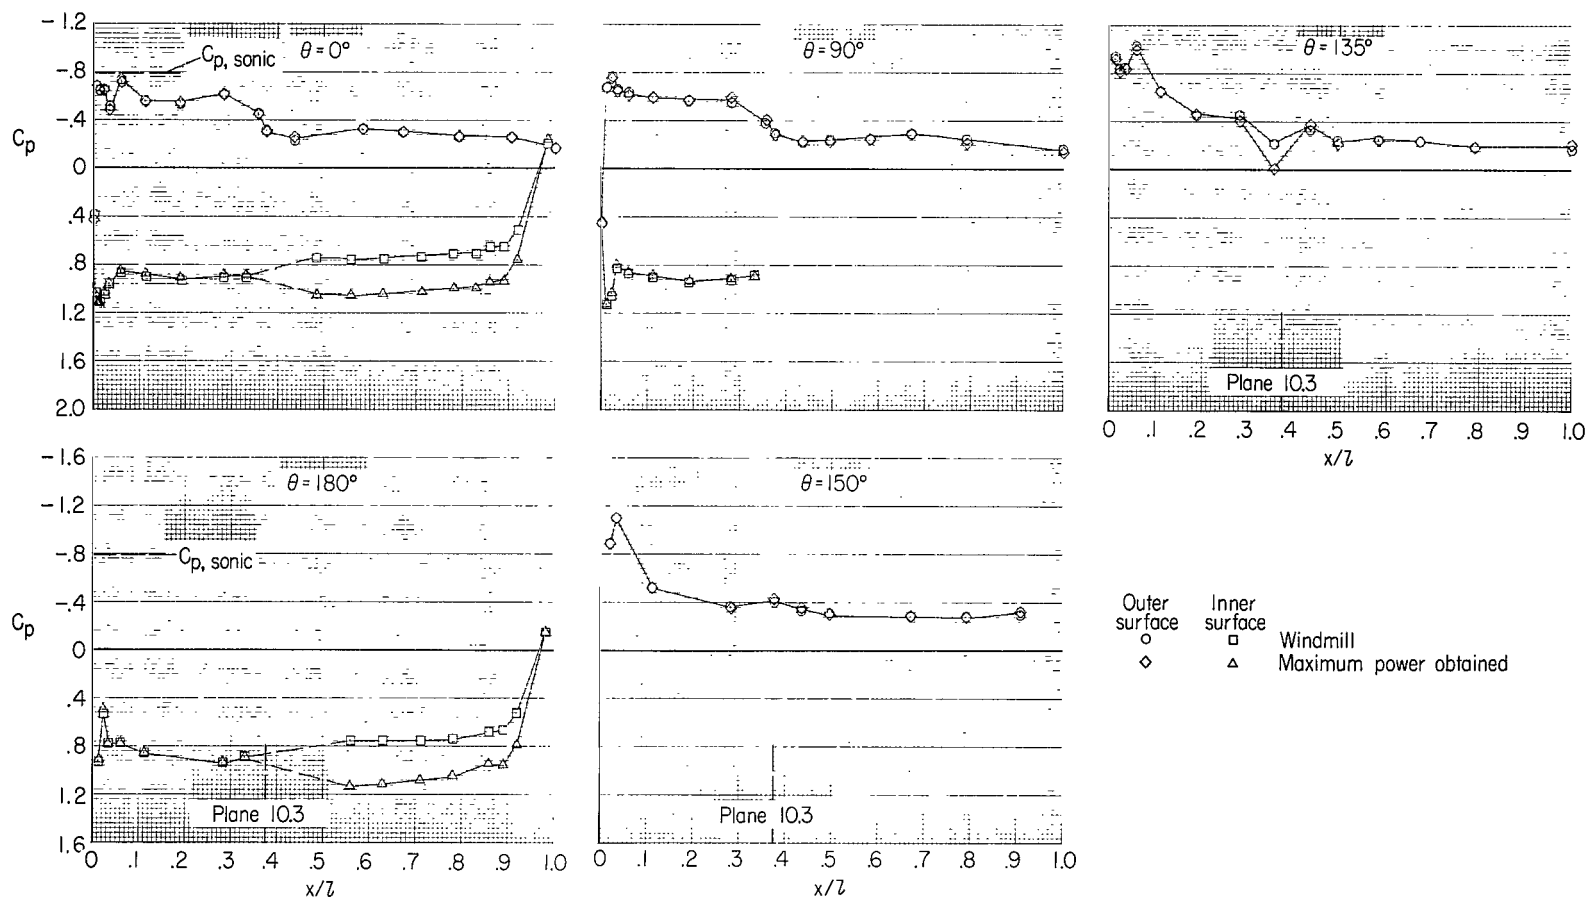 −1.2
−.8
−.4
0
.4
.8
1.2
1.6
2.0
Cp
Cp, sonic
θ = 0°
θ = 90°
θ = 135°
Plane 10.3
0 .1 .2 .3 .4 .5 .6 .7 .8 .9 1.0
x/l
−1.6
−1.2
−.8
−.4
0
.4
.8
1.2
1.6
Cp
Cp, sonic
θ = 180°
Plane 10.3
0 .1 .2 .3 .4 .5 .6 .7 .8 .9 1.0
x/l
θ = 150°
Plane 10.3
0 .1 .2 .3 .4 .5 .6 .7 .8 .9 1.0
x/l
Outer surface
Inner surface
Windmill
Maximum power obtained